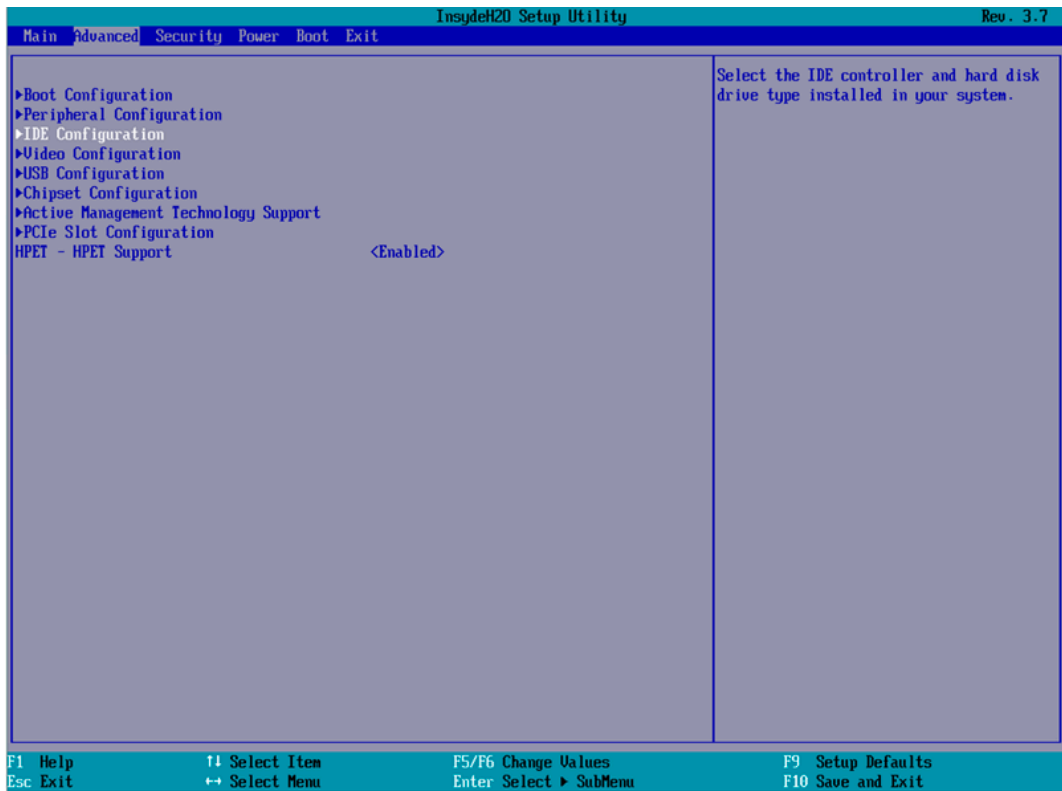 InsydeH2O Setup Utility Rev. 3.7
Main Advanced Security Power Boot Exit
▶Boot Configuration
▶Peripheral Configuration
▶IDE Configuration
▶Video Configuration
▶USB Configuration
▶Chipset Configuration
▶Active Management Technology Support
▶PCIe Slot Configuration
HPET - HPET Support <Enabled>
Select the IDE controller and hard disk
drive type installed in your system.
F1 Help ↑↓ Select Item F5/F6 Change Values F9 Setup Defaults
Esc Exit ←→ Select Menu Enter Select ▶ SubMenu F10 Save and Exit